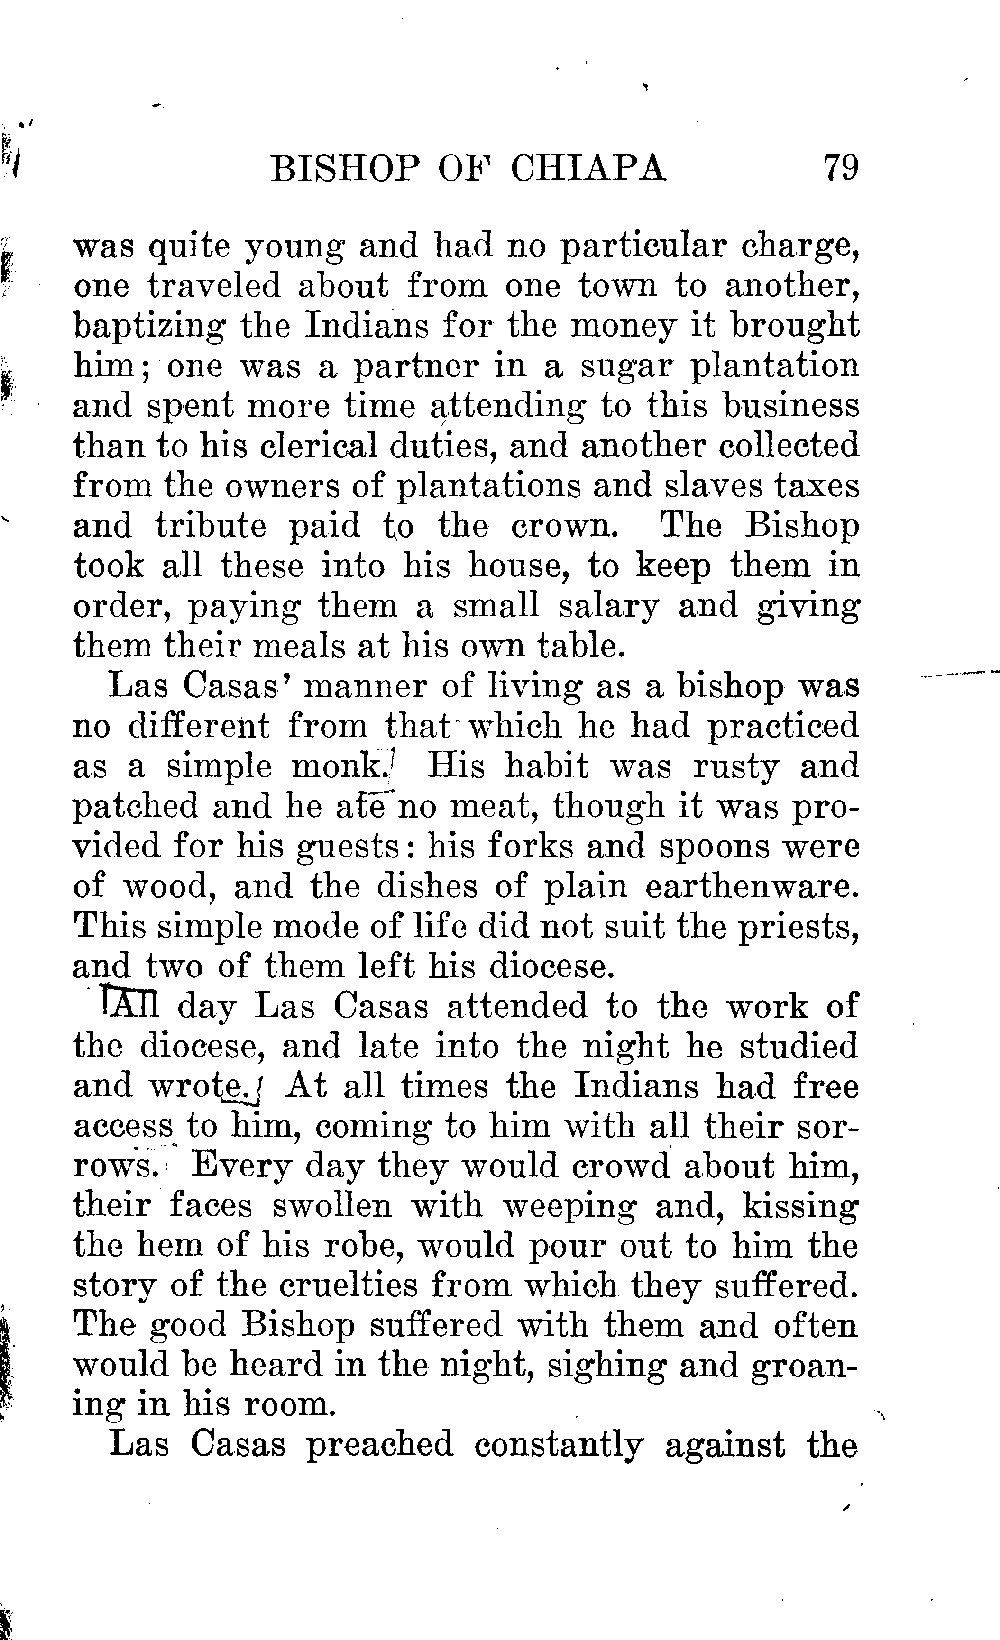 BISHOP OF CHIAPA 79
was quite young and had no particular charge,
one traveled about from one town to another,
baptizing the Indians for the money it brought
him; one was a partner in a sugar plantation
and spent more time attending to this business
than to his clerical duties, and another collected
from the owners of plantations and slaves taxes
and tribute paid to the crown. The Bishop
took all these into his house, to keep them in
order, paying them a small salary and giving
them their meals at his own table.
Las Casas' manner of living as a bishop was
no different from that which he had practiced
as a simple monk. His habit was rusty and
patched and he ate no meat, though it was pro-
vided for his guests: his forks and spoons were
of wood, and the dishes of plain earthenware.
This simple mode of life did not suit the priests,
and two of them left his diocese.
All day Las Casas attended to the work of
the diocese, and late into the night he studied
and wrote. At all times the Indians had free
access to him, coming to him with all their sor-
rows. Every day they would crowd about him,
their faces swollen with weeping and, kissing
the hem of his robe, would pour out to him the
story of the cruelties from which they suffered.
The good Bishop suffered with them and often
would be heard in the night, sighing and groan-
ing in his room.
Las Casas preached constantly against the